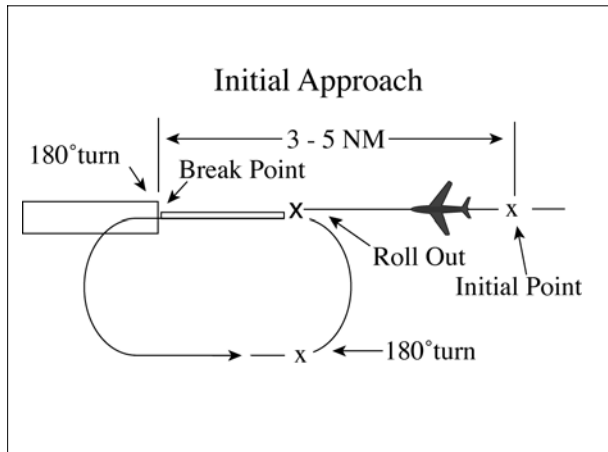 Initial Approach
3 - 5 NM
180°turn
Break Point
x
x
Roll Out
Initial Point
x
180°turn